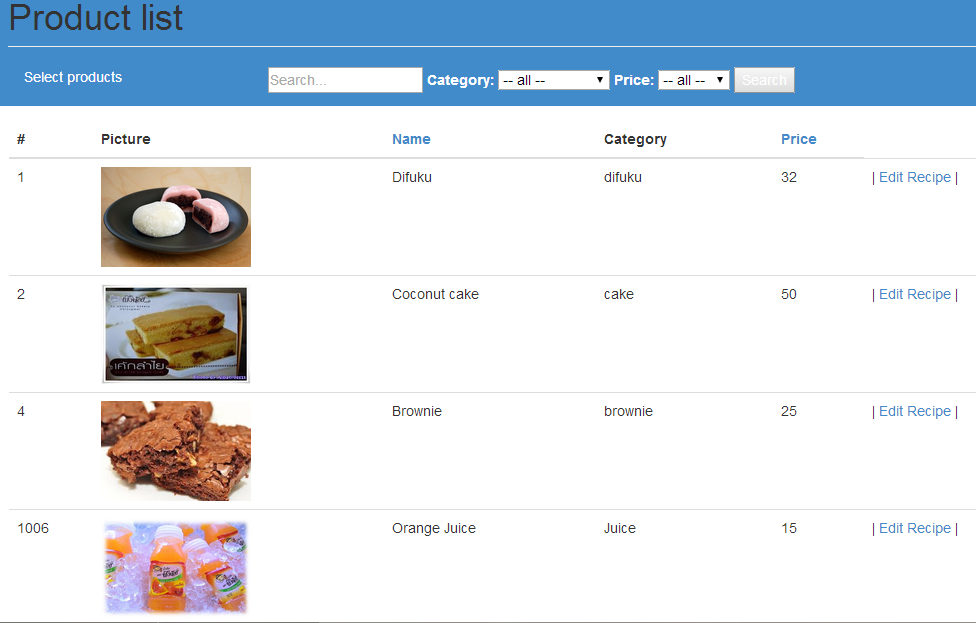 Product list
Select products
Search... Category: -- all -- Price: -- all -- Search
# Picture Name Category Price
1 Difuku difuku 32 | Edit Recipe |
2 Coconut cake cake 50 | Edit Recipe |
เค้กลำไย
4 Brownie brownie 25 | Edit Recipe |
1006 Orange Juice Juice 15 | Edit Recipe |